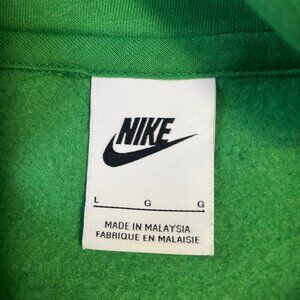 NIKE
L G G
MADE IN MALAYSIA
FABRIQUE EN MALAISIE